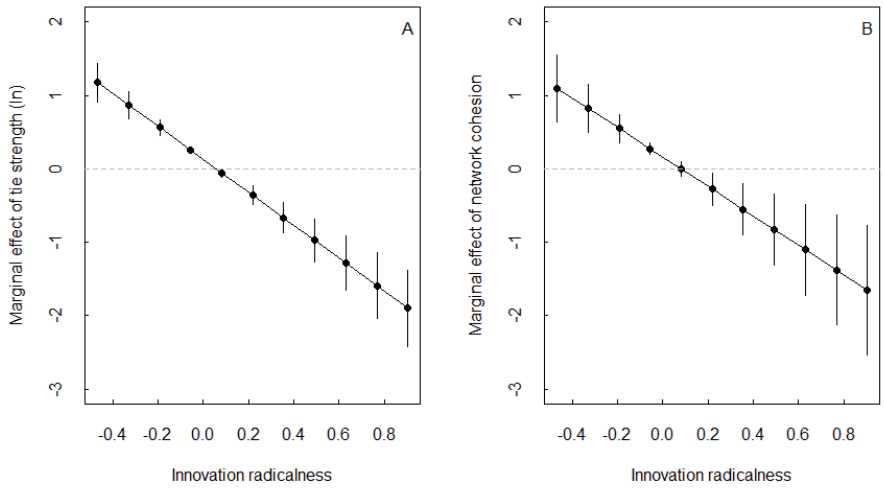 A
Marginal effect of tie strength (ln)
2
1
0
-1
-2
-3
-0.4 -0.2 0.0 0.2 0.4 0.6 0.8
Innovation radicalness
B
Marginal effect of network cohesion
2
1
0
-1
-2
-3
-0.4 -0.2 0.0 0.2 0.4 0.6 0.8
Innovation radicalness